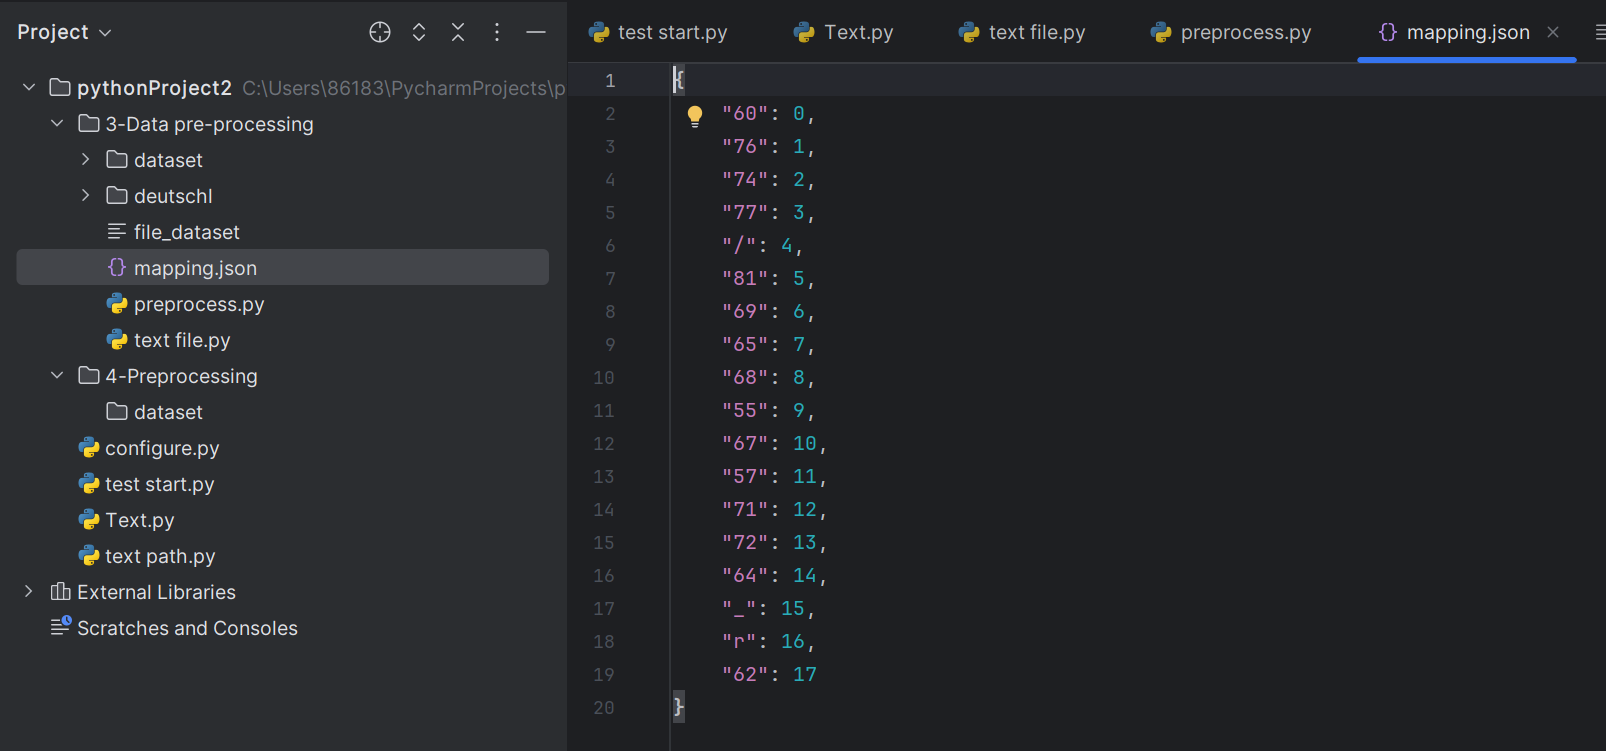 Project
pythonProject2 C:\Users\86183\PycharmProjects\p
3-Data pre-processing
dataset
deutschl
file_dataset
mapping.json
preprocess.py
text file.py
4-Preprocessing
dataset
configure.py
test start.py
Text.py
text path.py
External Libraries
Scratches and Consoles
test start.py Text.py text file.py preprocess.py mapping.json
1 {
2 "60": 0,
3 "76": 1,
4 "74": 2,
5 "77": 3,
6 "/": 4,
7 "81": 5,
8 "69": 6,
9 "65": 7,
10 "68": 8,
11 "55": 9,
12 "67": 10,
13 "57": 11,
14 "71": 12,
15 "72": 13,
16 "64": 14,
17 "_": 15,
18 "r": 16,
19 "62": 17
20 }